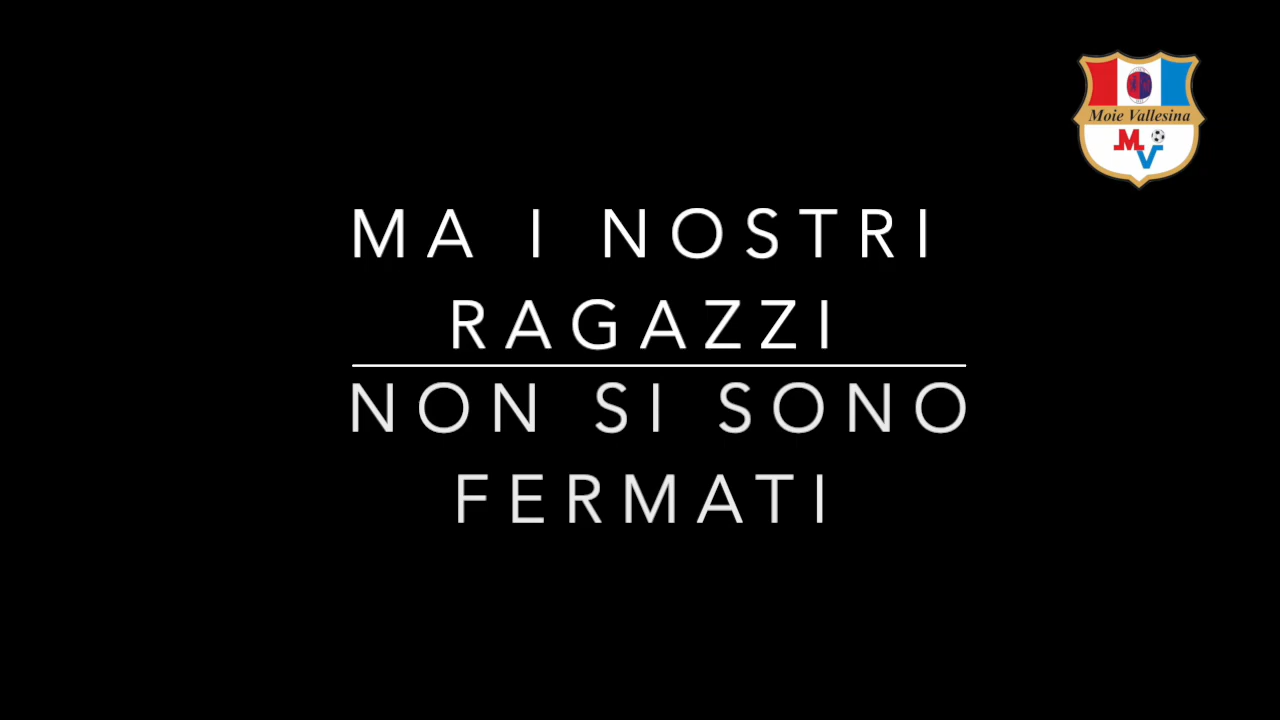 Moie Vallesina
MV
MA I NOSTRI
RAGAZZI
NON SI SONO
FERMATI